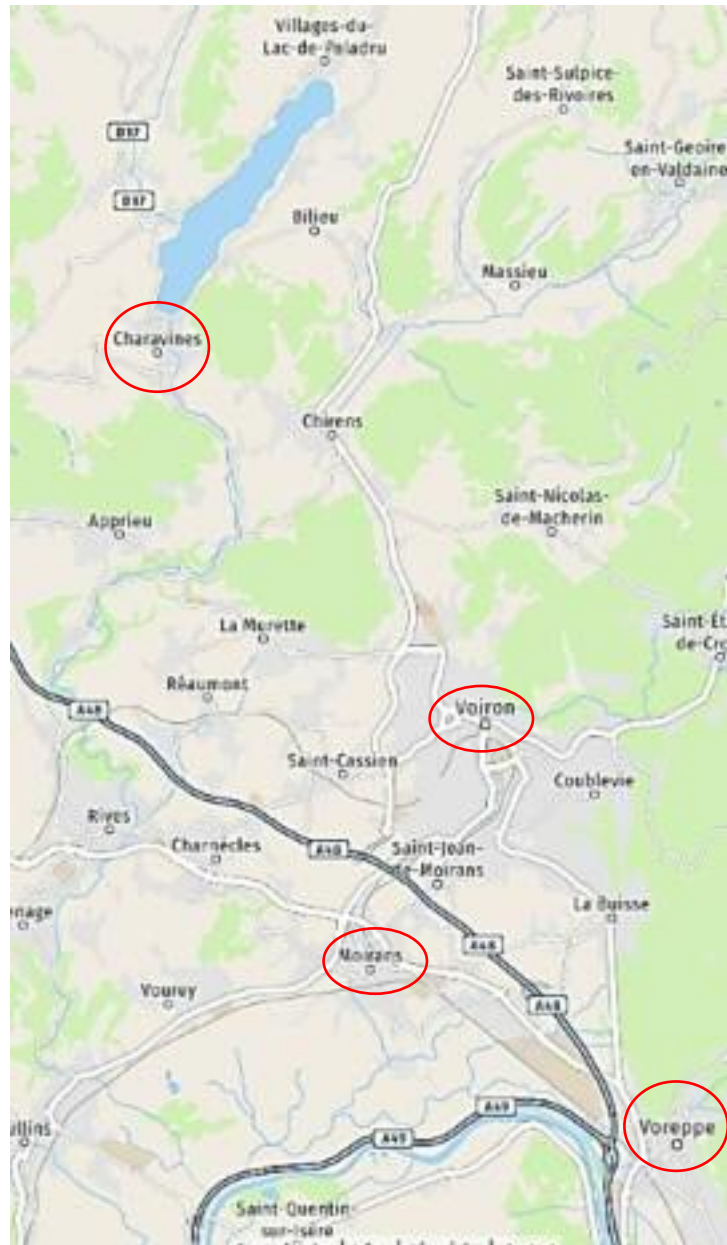 Villages-du-
Lac-de-Paladru
Saint-Sulpice-
des-Rivoires
D17
Saint-Geoire-
en-Valdaine
D17
Bilieu
Massieu
Charavines
Chirens
Saint-Nicolas-
de-Macherin
Apprieu
La Murette
Saint-Ét
de-Cro
Réaumont
A48
Voiron
Saint-Cassien
Coublevie
Rives
Charnècles
A48
Saint-Jean-
de-Moirans
enage
La Buisse
A48
Moirans
Vourey
A48
A49
A49
Voreppe
ullins
Saint-Quentin-
sur-Isère